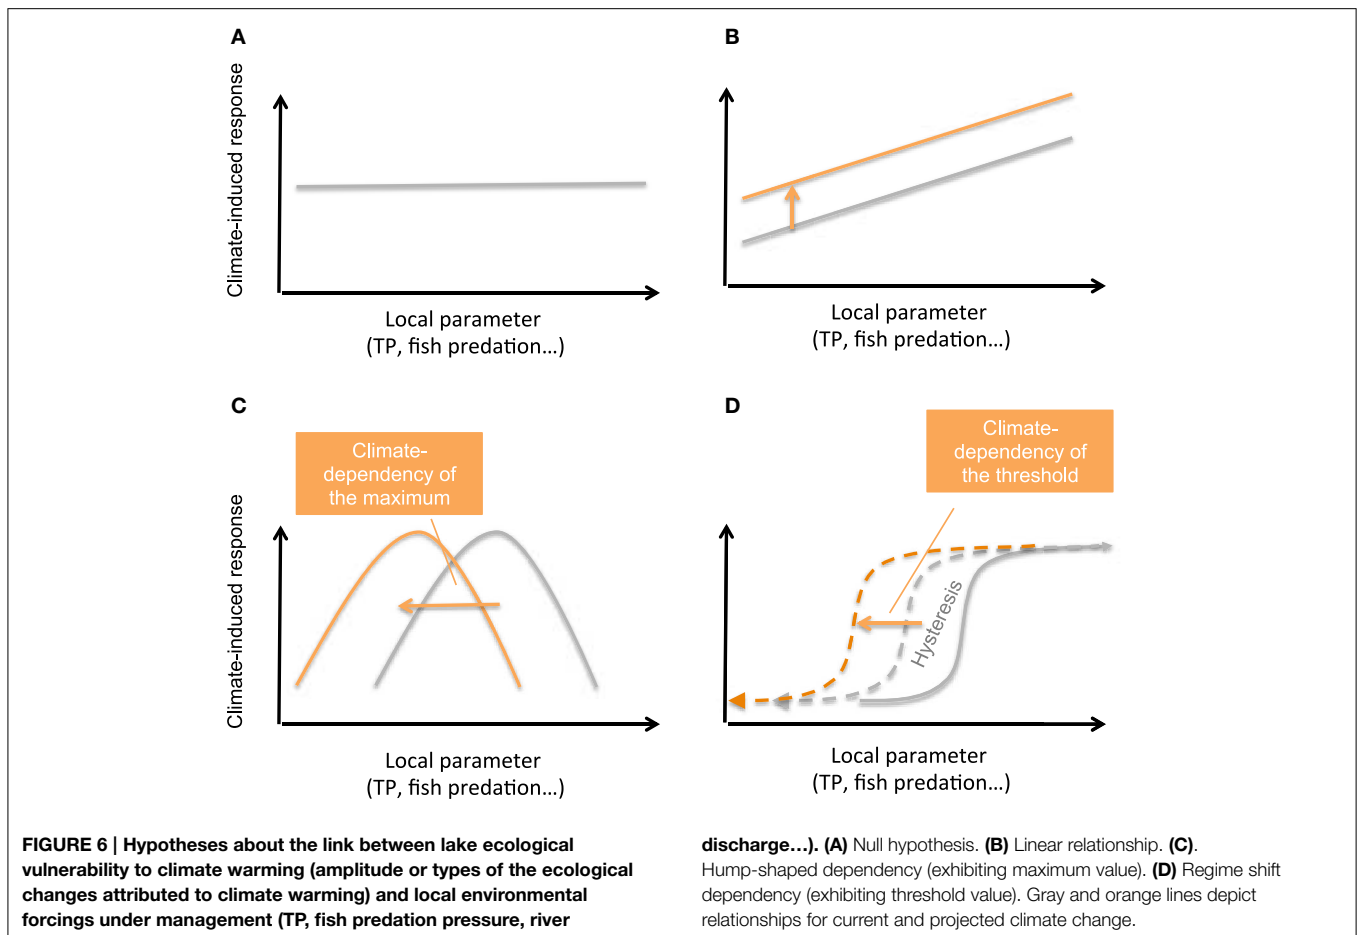 A
Climate-induced response
Local parameter
(TP, fish predation...)
B
Local parameter
(TP, fish predation...)
C
Climate-
dependency of
the maximum
Climate-induced response
Local parameter
(TP, fish predation...)
D
Climate-
dependency of
the threshold
Hysteresis
Local parameter
(TP, fish predation...)
FIGURE 6 | Hypotheses about the link between lake ecological
vulnerability to climate warming (amplitude or types of the ecological
changes attributed to climate warming) and local environmental
forcings under management (TP, fish predation pressure, river
discharge...). (A) Null hypothesis. (B) Linear relationship. (C).
Hump-shaped dependency (exhibiting maximum value). (D) Regime shift
dependency (exhibiting threshold value). Gray and orange lines depict
relationships for current and projected climate change.